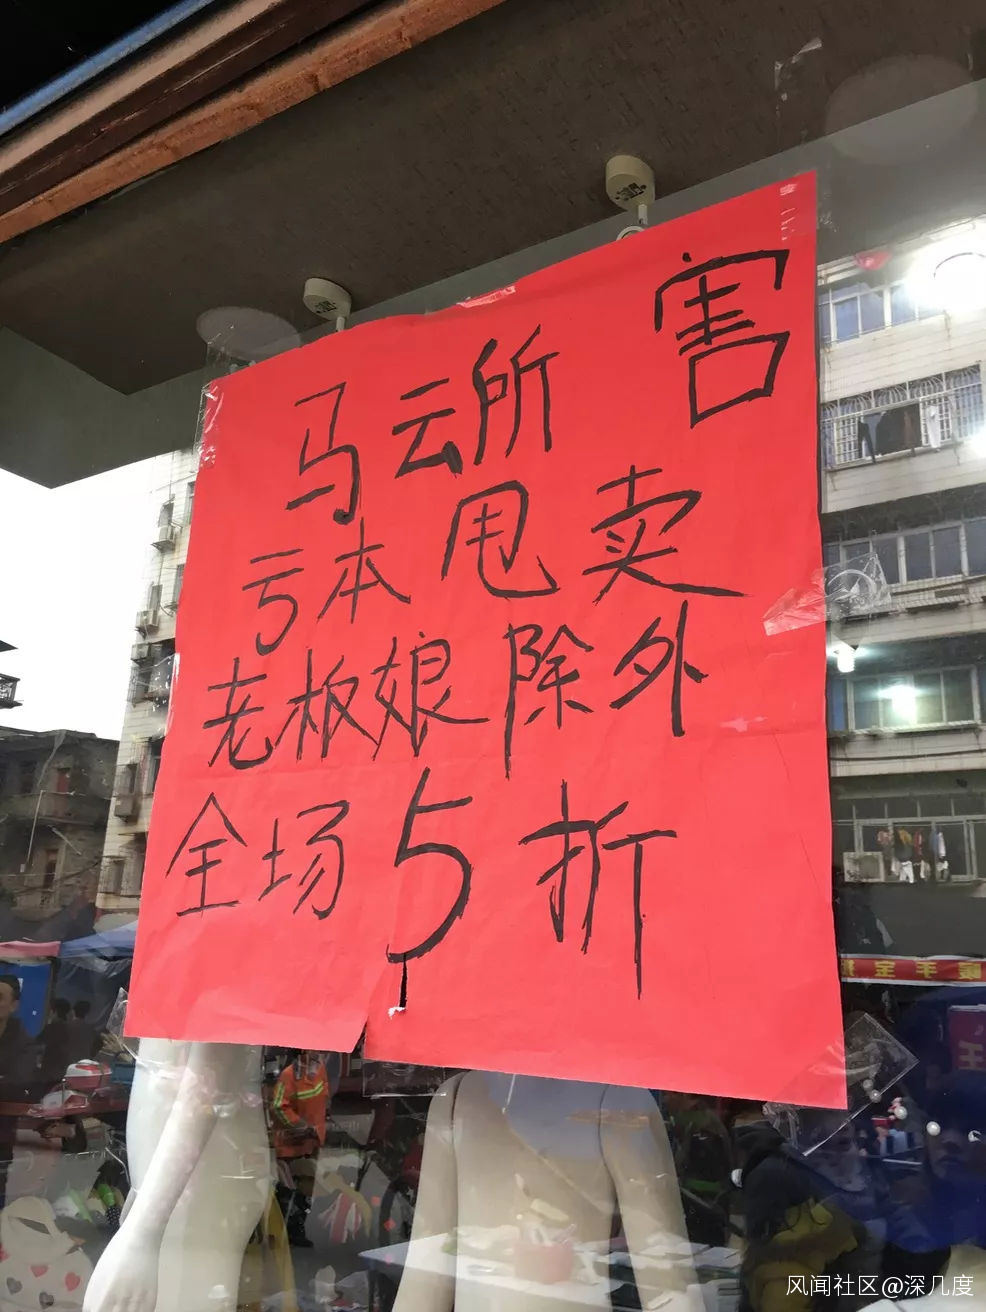 马云所害
亏本甩卖
老板娘除外
全场5折
风闻社区@深几度